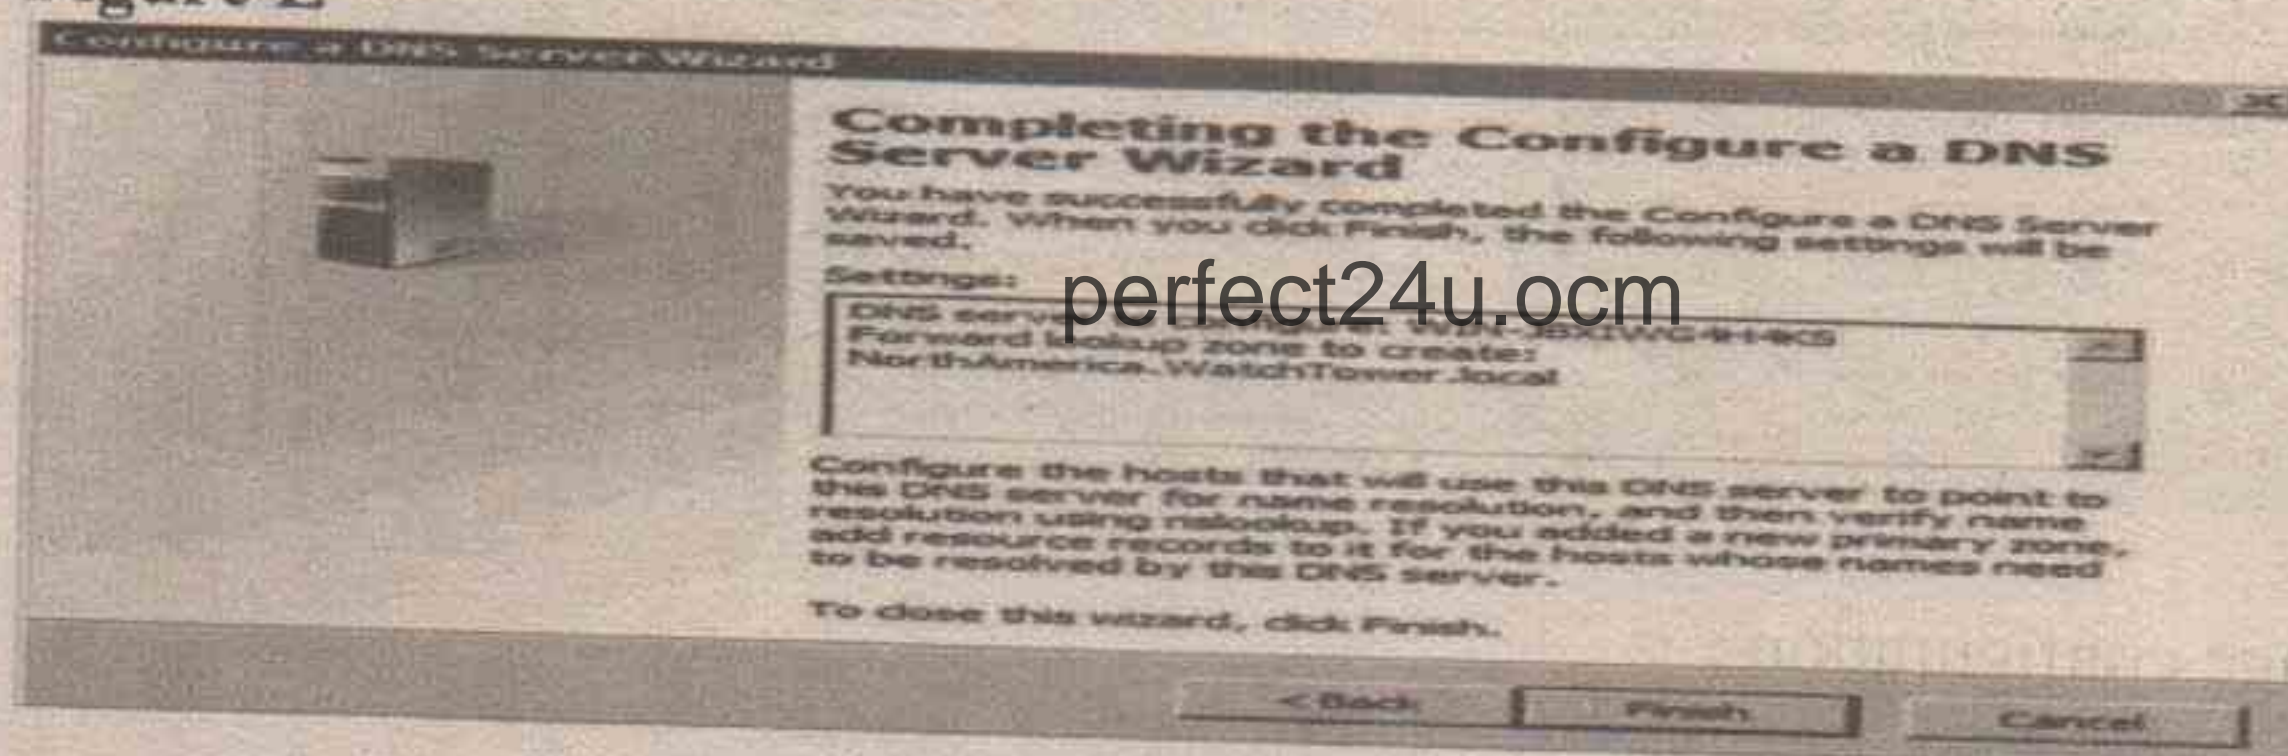 Figure 2
Configure a DNS Server Wizard
Completing the Configure a DNS
Server Wizard
You have successfully completed the Configure a DNS Server
Wizard. When you click Finish, the following settings will be
saved.
Settings:
perfect24u.ocm
DNS server
Forward lookup zone to create:
NorthAmerica.WatchTower.local
Configure the hosts that will use this DNS server to point to
this DNS server for name resolution, and then verify name
resolution using nslookup. If you added a new primary zone,
add resource records to it for the hosts whose names need
to be resolved by this DNS server.
To close this wizard, click Finish.
< Back
Finish
Cancel